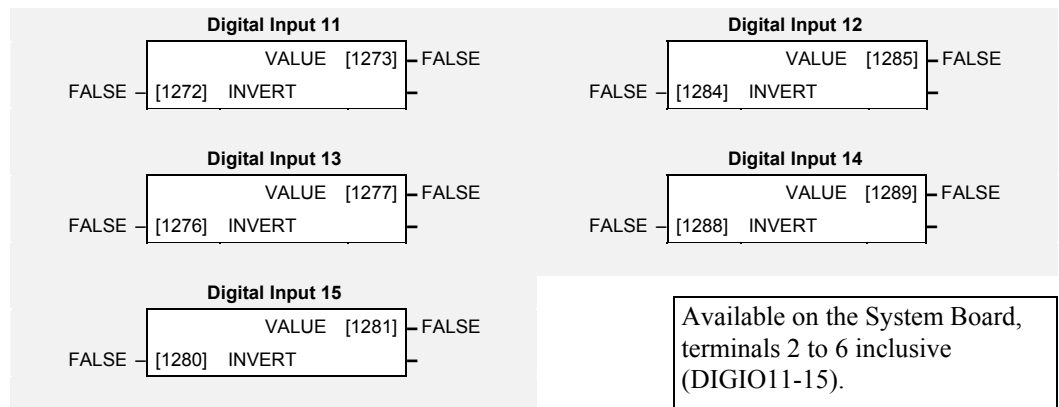 Digital Input 11
VALUE [1273] – FALSE
FALSE – [1272] INVERT –
Digital Input 12
VALUE [1285] – FALSE
FALSE – [1284] INVERT –
Digital Input 13
VALUE [1277] – FALSE
FALSE – [1276] INVERT –
Digital Input 14
VALUE [1289] – FALSE
FALSE – [1288] INVERT –
Digital Input 15
VALUE [1281] – FALSE
FALSE – [1280] INVERT –
Available on the System Board,
terminals 2 to 6 inclusive
(DIGIO11-15).